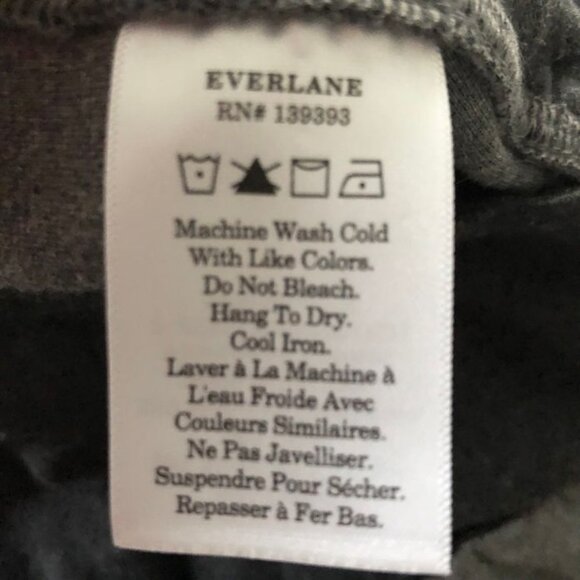 EVERLANE
RN# 139393
Machine Wash Cold
With Like Colors.
Do Not Bleach.
Hang To Dry.
Cool Iron.
Laver à La Machine à
L'eau Froide Avec
Couleurs Similaires.
Ne Pas Javelliser.
Suspendre Pour Sécher.
Repasser à Fer Bas.